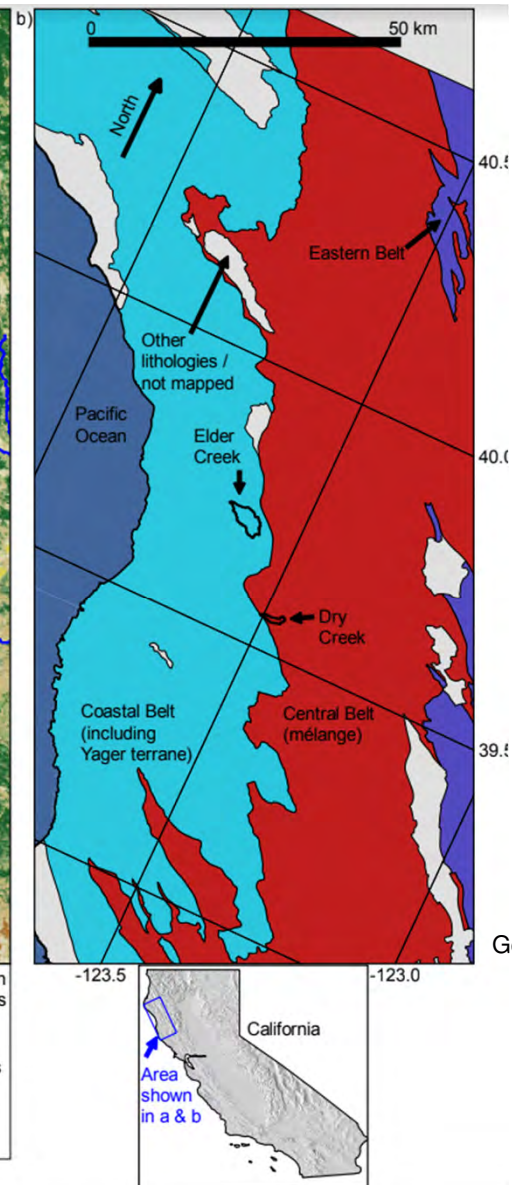 b)
0 50 km
North
40.5
Eastern Belt
Other
lithologies /
not mapped
Pacific
Ocean
Elder
Creek
40.0
Dry
Creek
Coastal Belt
(including
Yager terrane)
Central Belt
(mélange)
39.5
-123.5 -123.0
California
Area
shown
in a & b